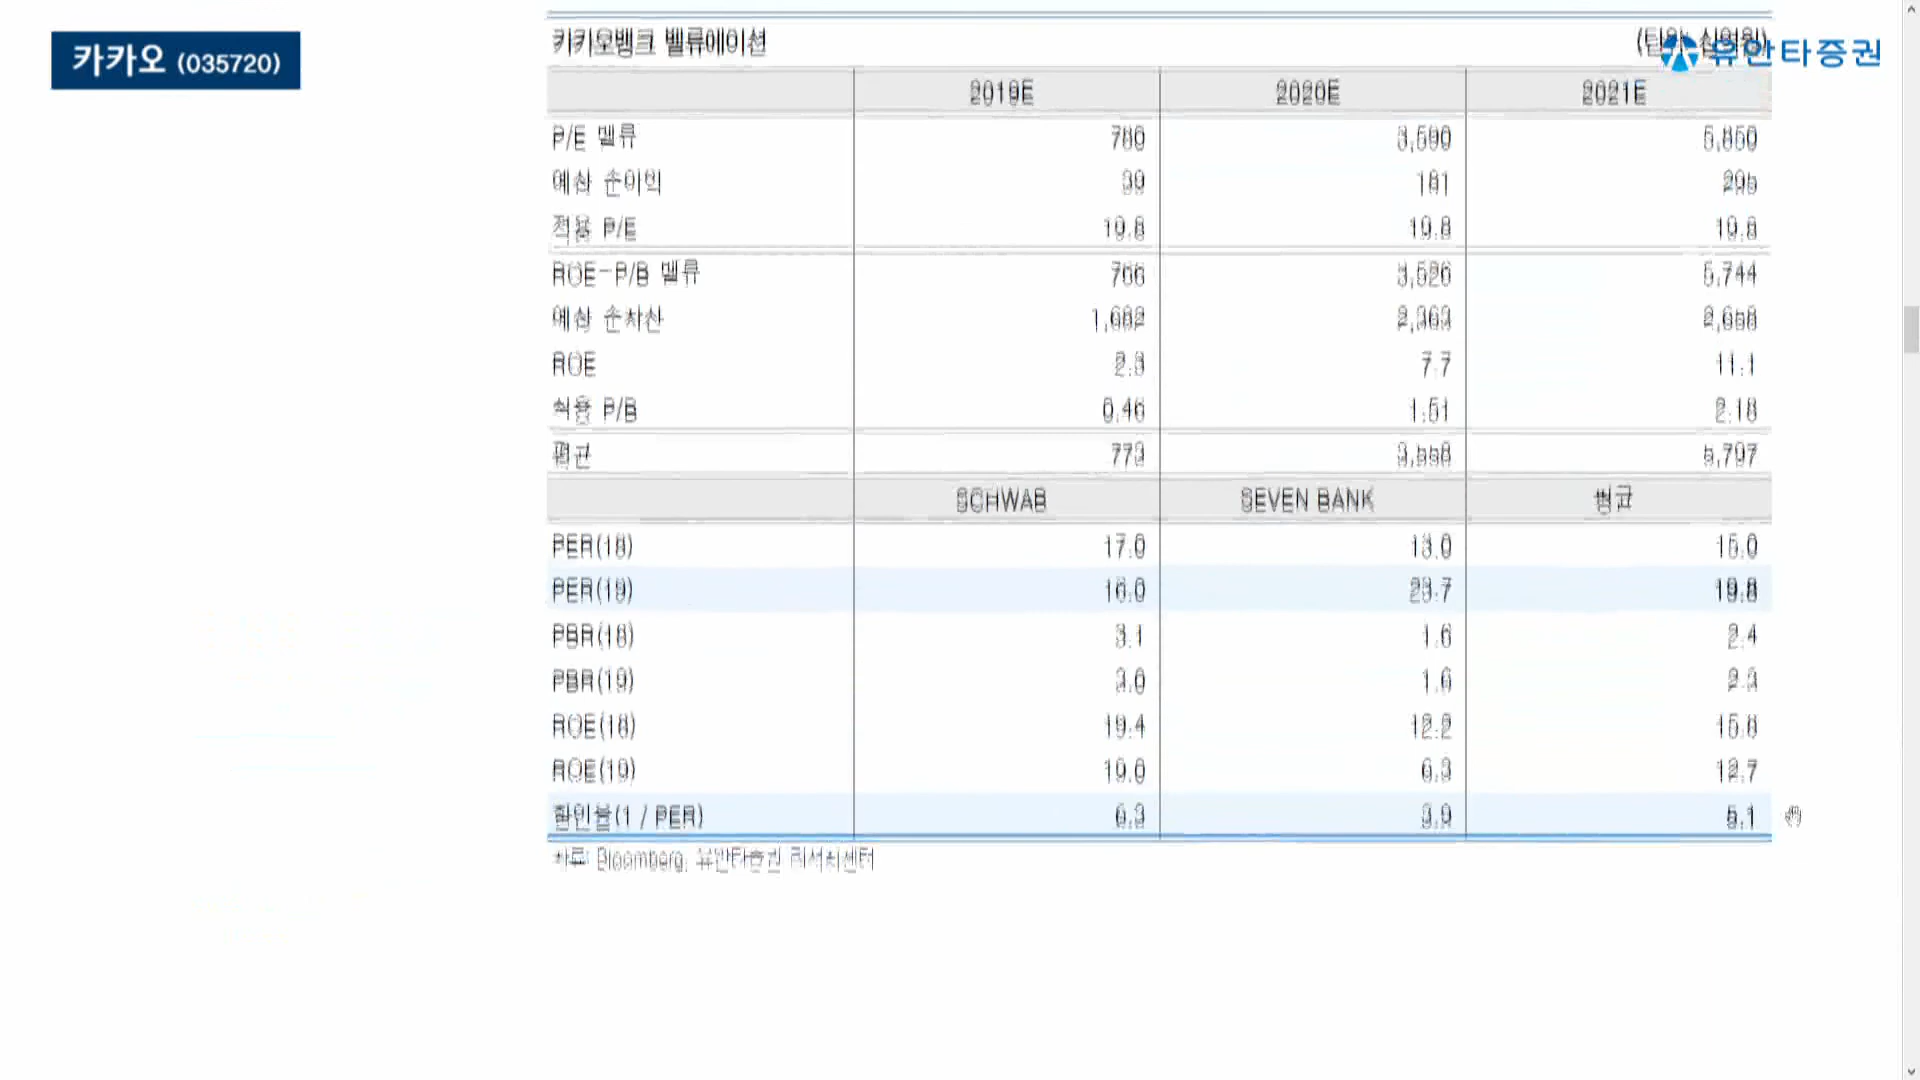 카카오 (035720)
유안타증권
카카오뱅크 밸류에이션 (단위: 십억원)
2019E 2020E 2021E
P/E 밸류 780 3,590 5,850
예상 순이익 39 181 295
적용 P/E 19.8 19.8 19.8
ROE-P/B 밸류 766 3,526 5,744
예상 순자산 1,682 2,363 2,658
ROE 2.3 7.7 11.1
적용 P/B 0.46 1.51 2.18
평균 773 3,558 5,797
SCHWAB SEVEN BANK 평균
PER(18) 17.0 13.0 15.0
PER(19) 16.0 23.7 19.8
PBR(18) 3.1 1.6 2.4
PBR(19) 3.0 1.6 2.3
ROE(18) 19.4 12.2 15.8
ROE(19) 19.0 6.3 12.7
할인율(1 / PER) 6.3 3.9 5.1
자료: Bloomberg, 유안타증권 리서치센터